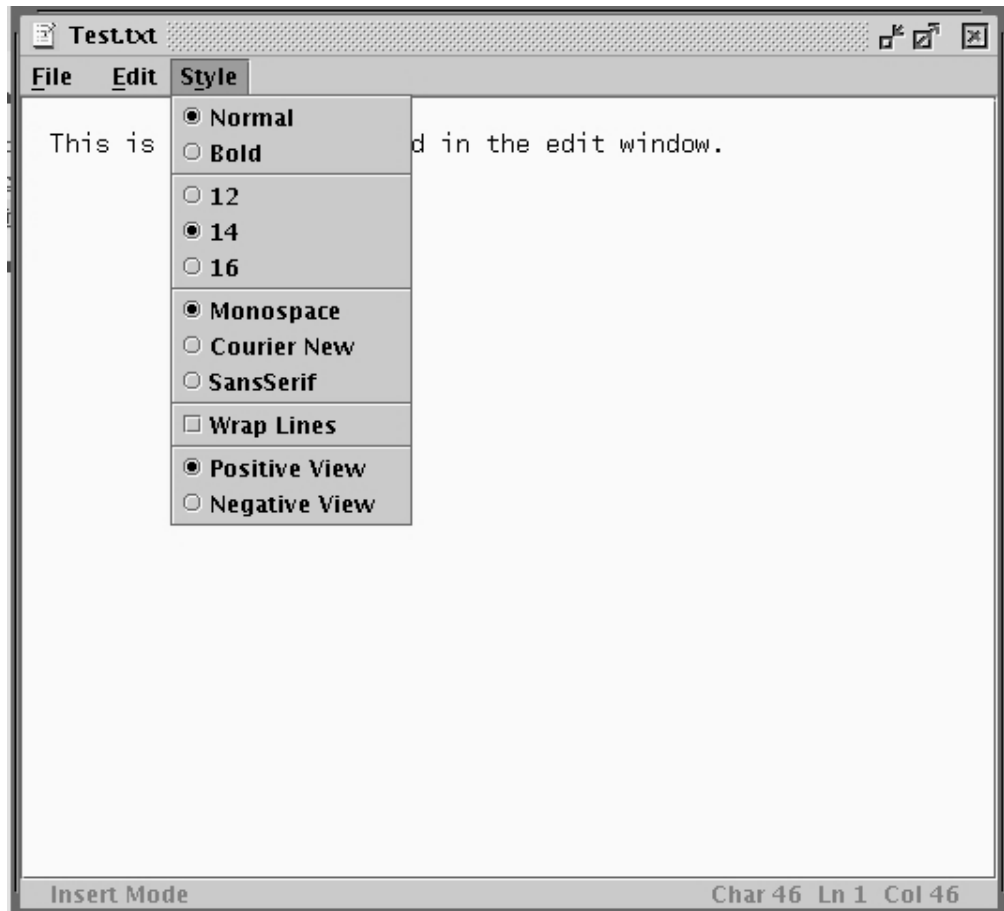 Test.txt
File Edit Style
Normal
This is d in the edit window.
Bold
12
14
16
Monospace
Courier New
SansSerif
Wrap Lines
Positive View
Negative View
Insert Mode Char 46 Ln 1 Col 46